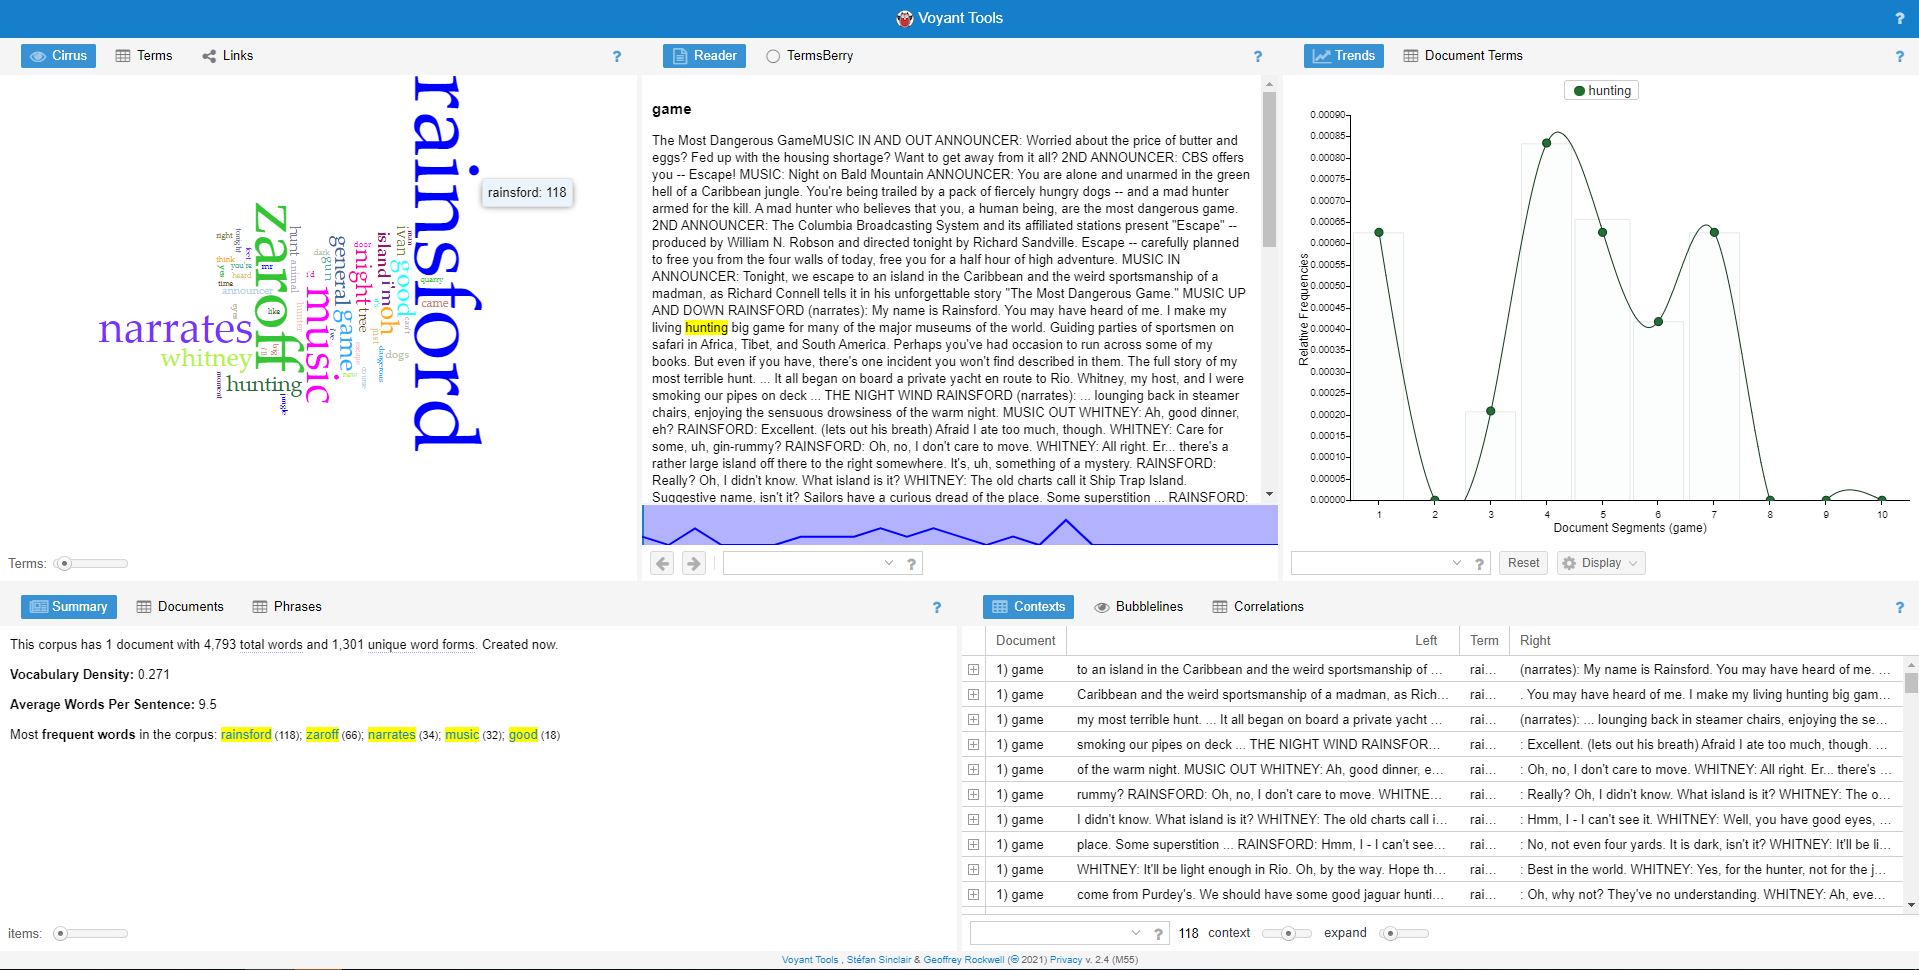 Voyant Tools
?
Cirrus Terms Links ?
rainsford
rainsford: 118
zaroff
narrates
music
whitney
hunting
general
game
night
good
island
ivan
oh
i'm
tree
hunt
animal
gun
dark
door
came
quarry
dogs
just
dangerous
escape
course
hunter
like
mr
you're
heard
announcer
think
right
tonight
feet
yes
time
eyes
big
moment
jungle
Reader TermsBerry ?
game
The Most Dangerous GameMUSIC IN AND OUT ANNOUNCER: Worried about the price of butter and
eggs? Fed up with the housing shortage? Want to get away from it all? 2ND ANNOUNCER: CBS offers
you -- Escape! MUSIC: Night on Bald Mountain ANNOUNCER: You are alone and unarmed in the green
hell of a Caribbean jungle. You're being trailed by a pack of fiercely hungry dogs -- and a mad hunter
armed for the kill. A mad hunter who believes that you, a human being, are the most dangerous game.
2ND ANNOUNCER: The Columbia Broadcasting System and its affiliated stations present "Escape" --
produced by William N. Robson and directed tonight by Richard Sandville. Escape -- carefully planned
to free you from the four walls of today, free you for a half hour of high adventure. MUSIC IN
ANNOUNCER: Tonight, we escape to an island in the Caribbean and the weird sportsmanship of a
madman, as Richard Connell tells it in his unforgettable story "The Most Dangerous Game." MUSIC UP
AND DOWN RAINSFORD (narrates): My name is Rainsford. You may have heard of me. I make my
living hunting big game for many of the major museums of the world. Guiding parties of sportsmen on
safari in Africa, Tibet, and South America. Perhaps you've had occasion to run across some of my
books. But even if you have, there's one incident you won't find described in them. The full story of my
most terrible hunt. ... It all began on board a private yacht en route to Rio. Whitney, my host, and I were
smoking our pipes on deck ... THE NIGHT WIND RAINSFORD (narrates): ... lounging back in steamer
chairs, enjoying the sensuous drowsiness of the warm night. MUSIC OUT WHITNEY: Ah, good dinner,
eh? RAINSFORD: Excellent. (lets out his breath) Afraid I ate too much, though. WHITNEY: Care for
some, uh, gin-rummy? RAINSFORD: Oh, no, I don't care to move. WHITNEY: All right. Er... there's a
rather large island off there to the right somewhere. It's, uh, something of a mystery. RAINSFORD:
Really? Oh, I didn't know. What island is it? WHITNEY: The old charts call it Ship Trap Island.
Suggestive name, isn't it? Sailors have a curious dread of the place. Some superstition ... RAINSFORD:
?
Trends Document Terms ?
hunting
Relative Frequencies
0.00090
0.00085
0.00080
0.00075
0.00070
0.00065
0.00060
0.00055
0.00050
0.00045
0.00040
0.00035
0.00030
0.00025
0.00020
0.00015
0.00010
0.00005
0.00000
1 2 3 4 5 6 7 8 9 10
Document Segments (game)
? Reset Display
Terms:
Summary Documents Phrases ?
This corpus has 1 document with 4,793 total words and 1,301 unique word forms. Created now.
Vocabulary Density: 0.271
Average Words Per Sentence: 9.5
Most frequent words in the corpus: rainsford (118); zaroff (66); narrates (34); music (32); good (18)
items:
Contexts Bubblelines Correlations ?
Document Left Term Right
1) game to an island in the Caribbean and the weird sportsmanship of ... rai... (narrates): My name is Rainsford. You may have heard of me. ...
1) game Caribbean and the weird sportsmanship of a madman, as Rich... rai... . You may have heard of me. I make my living hunting big gam...
1) game my most terrible hunt. ... It all began on board a private yacht ... rai... (narrates): ... lounging back in steamer chairs, enjoying the se...
1) game smoking our pipes on deck ... THE NIGHT WIND RAINSFOR... rai... : Excellent. (lets out his breath) Afraid I ate too much, though. ...
1) game of the warm night. MUSIC OUT WHITNEY: Ah, good dinner, e... rai... : Oh, no, I don't care to move. WHITNEY: All right. Er... there's ...
1) game rummy? RAINSFORD: Oh, no, I don't care to move. WHITNE... rai... : Really? Oh, I didn't know. What island is it? WHITNEY: The o...
1) game I didn't know. What island is it? WHITNEY: The old charts call i... rai... : Hmm, I - I can't see it. WHITNEY: Well, you have good eyes, ...
1) game place. Some superstition ... RAINSFORD: Hmm, I - I can't see... rai... : No, not even four yards. It is dark, isn't it? WHITNEY: It'll be li...
1) game WHITNEY: It'll be light enough in Rio. Oh, by the way. Hope th... rai... : Best in the world. WHITNEY: Yes, for the hunter, not for the j...
1) game come from Purdey's. We should have some good jaguar hunti... rai... : Oh, why not? They've no understanding. WHITNEY: Ah, eve...
? 118 context expand
Voyant Tools , Stéfan Sinclair & Geoffrey Rockwell (© 2021) Privacy v. 2.4 (M55)